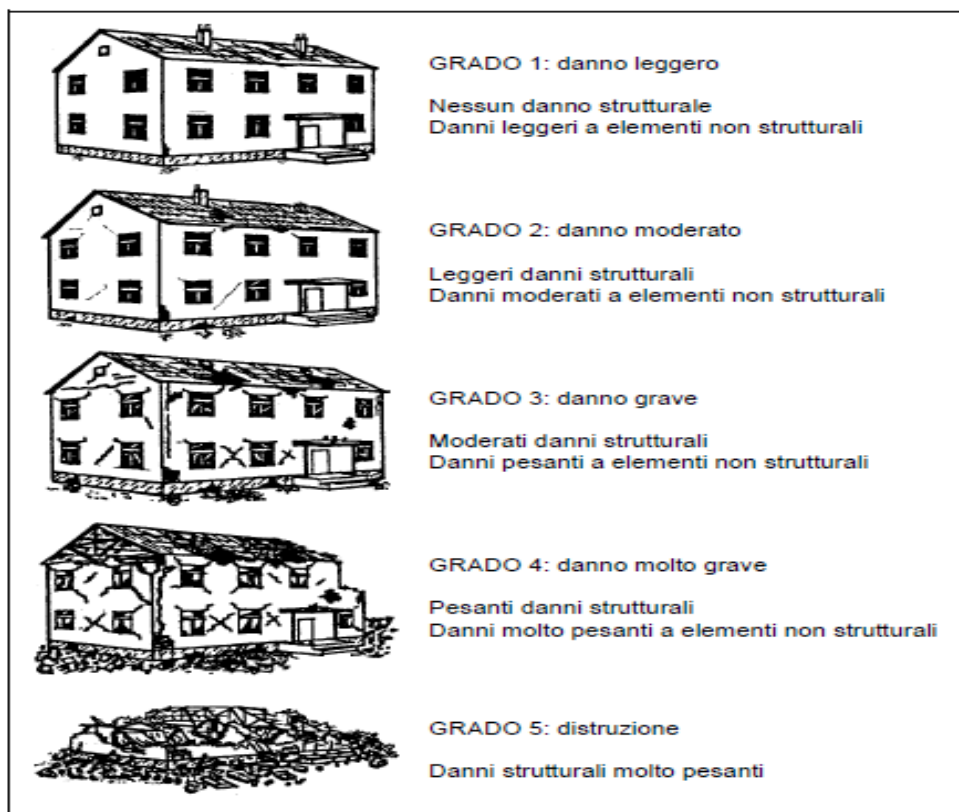 GRADO 1: danno leggero
Nessun danno strutturale
Danni leggeri a elementi non strutturali
GRADO 2: danno moderato
Leggeri danni strutturali
Danni moderati a elementi non strutturali
GRADO 3: danno grave
Moderati danni strutturali
Danni pesanti a elementi non strutturali
GRADO 4: danno molto grave
Pesanti danni strutturali
Danni molto pesanti a elementi non strutturali
GRADO 5: distruzione
Danni strutturali molto pesanti